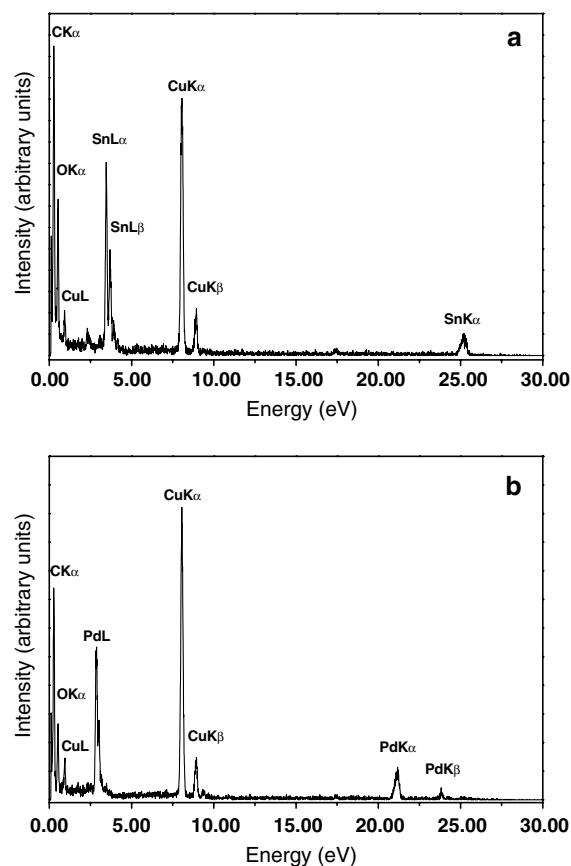 a
CKα
CuKα
SnLα
OKα
SnLβ
CuL
CuKβ
SnKα
Intensity (arbitrary units)
0.00 5.00 10.00 15.00 20.00 25.00 30.00
Energy (eV)
b
CuKα
CKα
PdL
OKα
CuL
CuKβ
PdKα
PdKβ
Intensity (arbitrary units)
0.00 5.00 10.00 15.00 20.00 25.00 30.00
Energy (eV)